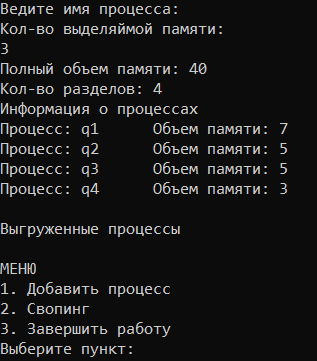 Ведите имя процесса:
Кол-во выделяймой памяти:
3
Полный объем памяти: 40
Кол-во разделов: 4
Информация о процессах
Процесс: q1 Объем памяти: 7
Процесс: q2 Объем памяти: 5
Процесс: q3 Объем памяти: 5
Процесс: q4 Объем памяти: 3
Выгруженные процессы
МЕНЮ
1. Добавить процесс
2. Свопинг
3. Завершить работу
Выберите пункт: